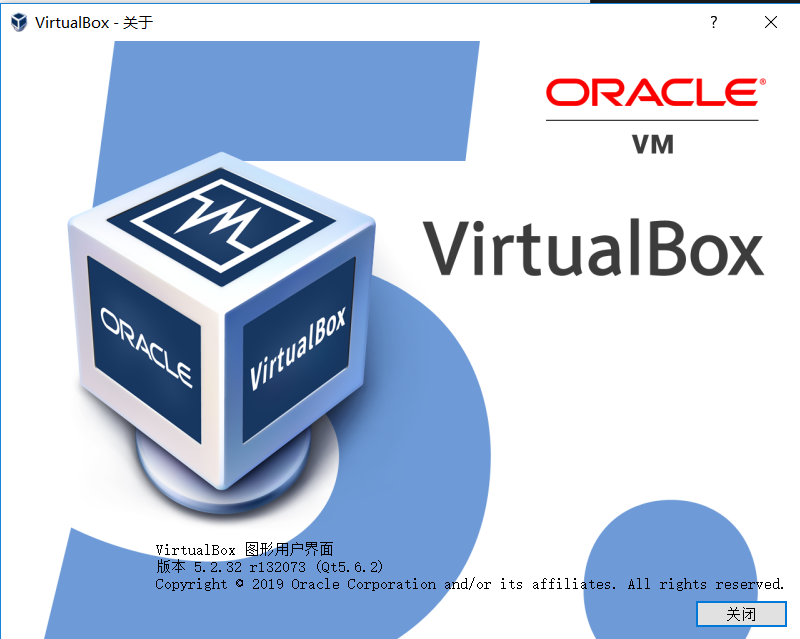 VirtualBox - 关于
ORACLE®
VM
VirtualBox
ORACLE
VirtualBox
VirtualBox 图形用户界面
版本 5.2.32 r132073 (Qt5.6.2)
Copyright © 2019 Oracle Corporation and/or its affiliates. All rights reserved.
关闭